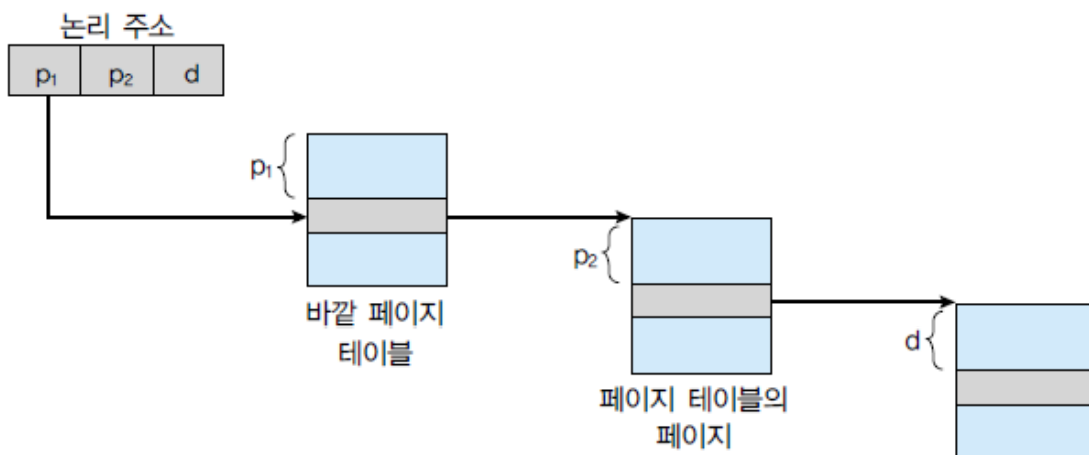 논리 주소
p₁ p₂ d
p₁
바깥 페이지
테이블
p₂
페이지 테이블의
페이지
d